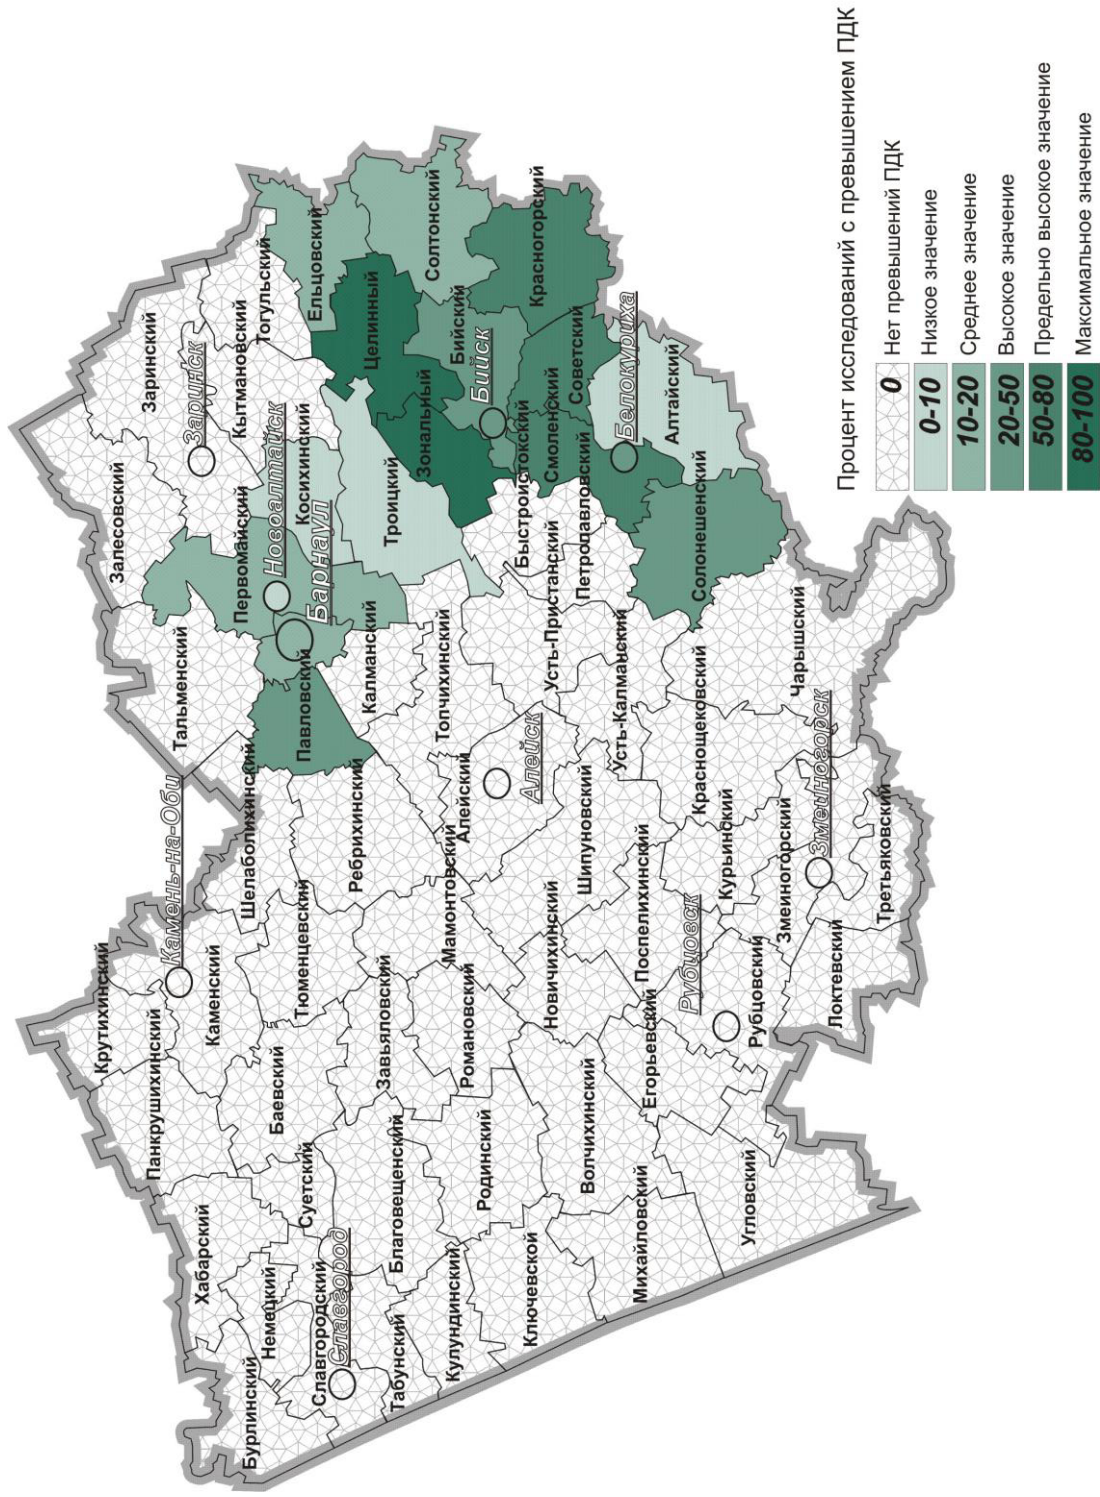 Бурлинский
Хабарский
Немецкий
Славгородский
Славгород
Табунский
Суетский
Панкрушихинский
Крутихинский
Камень-на-Оби
Каменский
Баевский
Благовещенский
Кулундинский
Ключевской
Родинский
Завьяловский
Тюменцевский
Шелаболихинский
Романовский
Мамонтовский
Ребрихинский
Павловский
Тальменский
Залесовский
Заринский
Заринск
Кытмановский
Тогульский
Первомайский
Новоалтайск
Барнаул
Косихинский
Калманский
Топчихинский
Троицкий
Ельцовский
Целинный
Солтонский
Зональный
Бийский
Бийск
Красногорский
Советский
Смоленский
Быстроистокский
Петропавловский
Белокуриха
Алтайский
Солонешенский
Усть-Пристанский
Усть-Калманский
Алейский
Алейск
Шипуновский
Новичихинский
Поспелихинский
Волчихинский
Михайловский
Егорьевский
Угловский
Рубцовск
Рубцовский
Курьинский
Краснощековский
Чарышский
Змеиногорский
Змеиногорск
Локтевский
Третьяковский
Процент исследований с превышением ПДК
0 Нет превышений ПДК
0-10 Низкое значение
10-20 Среднее значение
20-50 Высокое значение
50-80 Предельно высокое значение
80-100 Максимальное значение